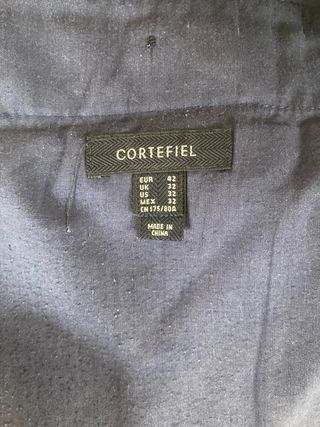 CORTEFIEL
EUR 42
UK 32
US 32
MEX 32
CN 175/80A
MADE IN
CHINA